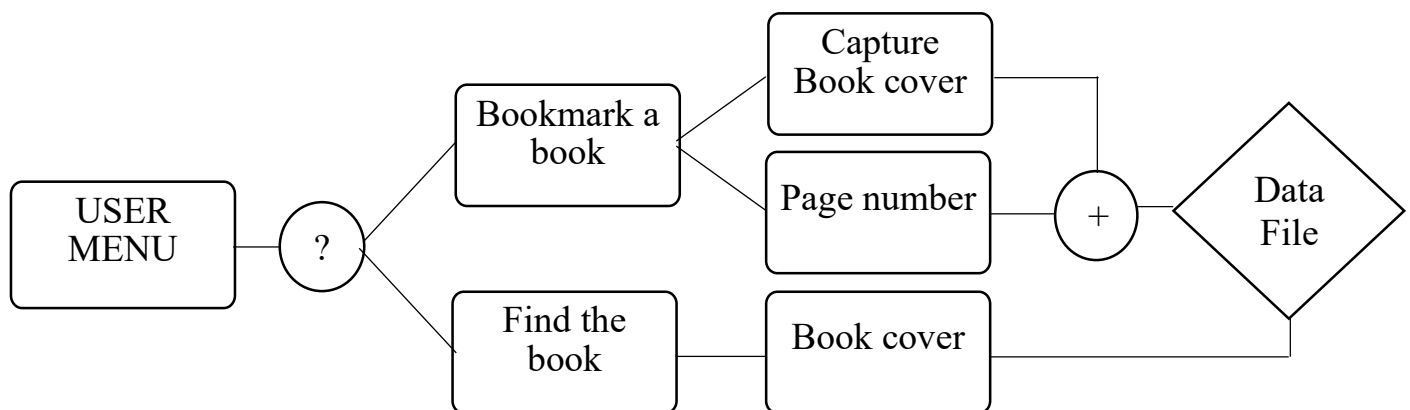 USER
MENU
?
Bookmark a
book
Find the
book
Capture
Book cover
Page number
Book cover
+
Data
File